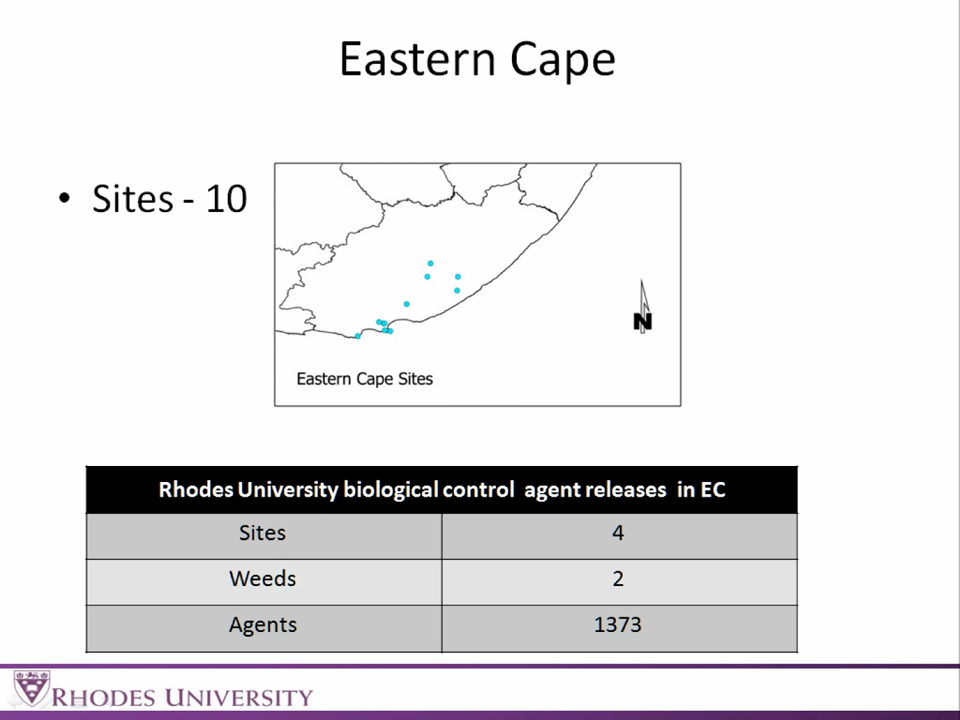 Eastern Cape
• Sites - 10
N
Eastern Cape Sites
Rhodes University biological control agent releases in EC
Sites 4
Weeds 2
Agents 1373
RHODES UNIVERSITY